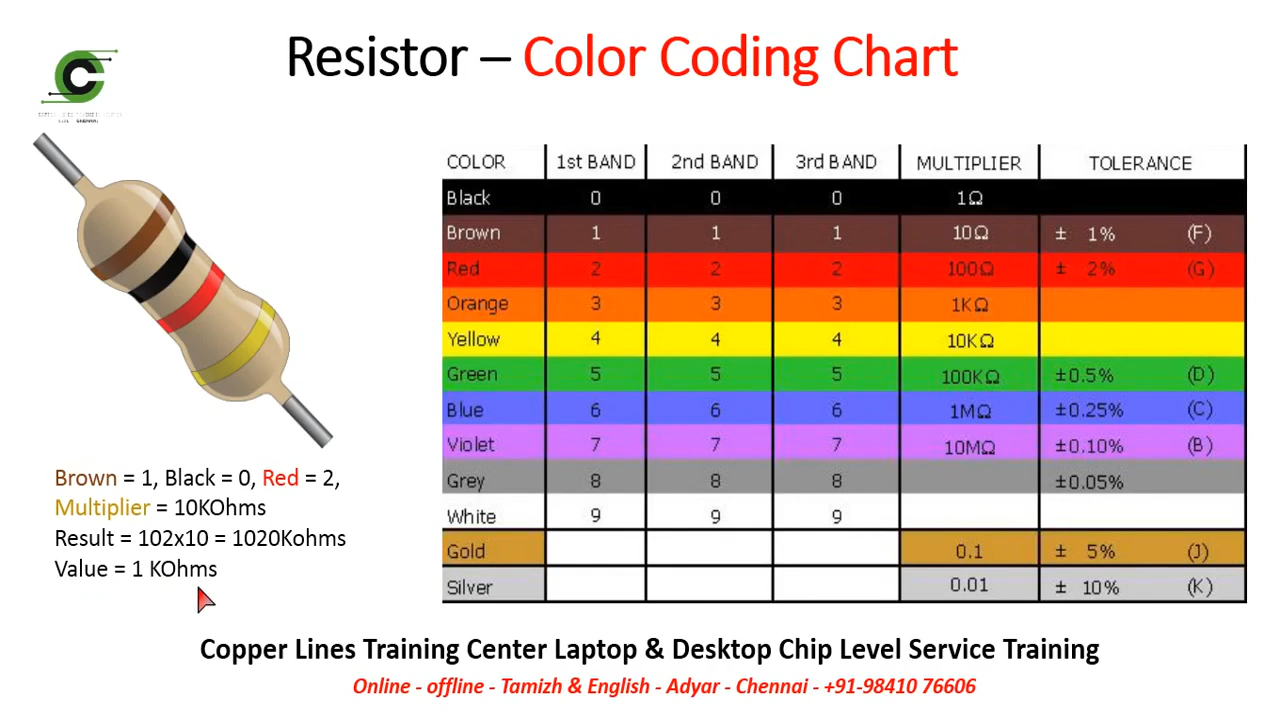 Resistor – Color Coding Chart
COLOR 1st BAND 2nd BAND 3rd BAND MULTIPLIER TOLERANCE
Black 0 0 0 1Ω
Brown 1 1 1 10Ω ± 1% (F)
Red 2 2 2 100Ω ± 2% (G)
Orange 3 3 3 1KΩ
Yellow 4 4 4 10KΩ
Green 5 5 5 100KΩ ±0.5% (D)
Blue 6 6 6 1MΩ ±0.25% (C)
Violet 7 7 7 10MΩ ±0.10% (B)
Grey 8 8 8 ±0.05%
White 9 9 9
Gold 0.1 ± 5% (J)
Silver 0.01 ± 10% (K)
Brown = 1, Black = 0, Red = 2,
Multiplier = 10KOhms
Result = 102x10 = 1020Kohms
Value = 1 KOhms
Copper Lines Training Center Laptop & Desktop Chip Level Service Training
Online - offline - Tamizh & English - Adyar - Chennai - +91-98410 76606